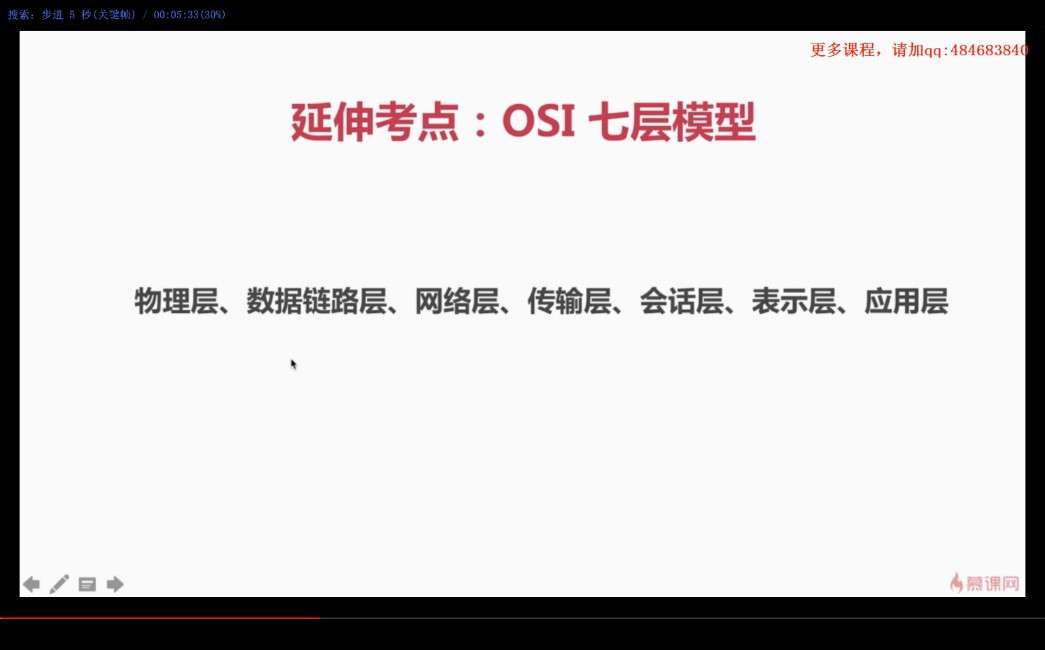 搜索: 步进 5 秒(关键帧) / 00:05:33(30%)
更多课程，请加qq:484683840
延伸考点：OSI 七层模型
物理层、数据链路层、网络层、传输层、会话层、表示层、应用层
慕课网